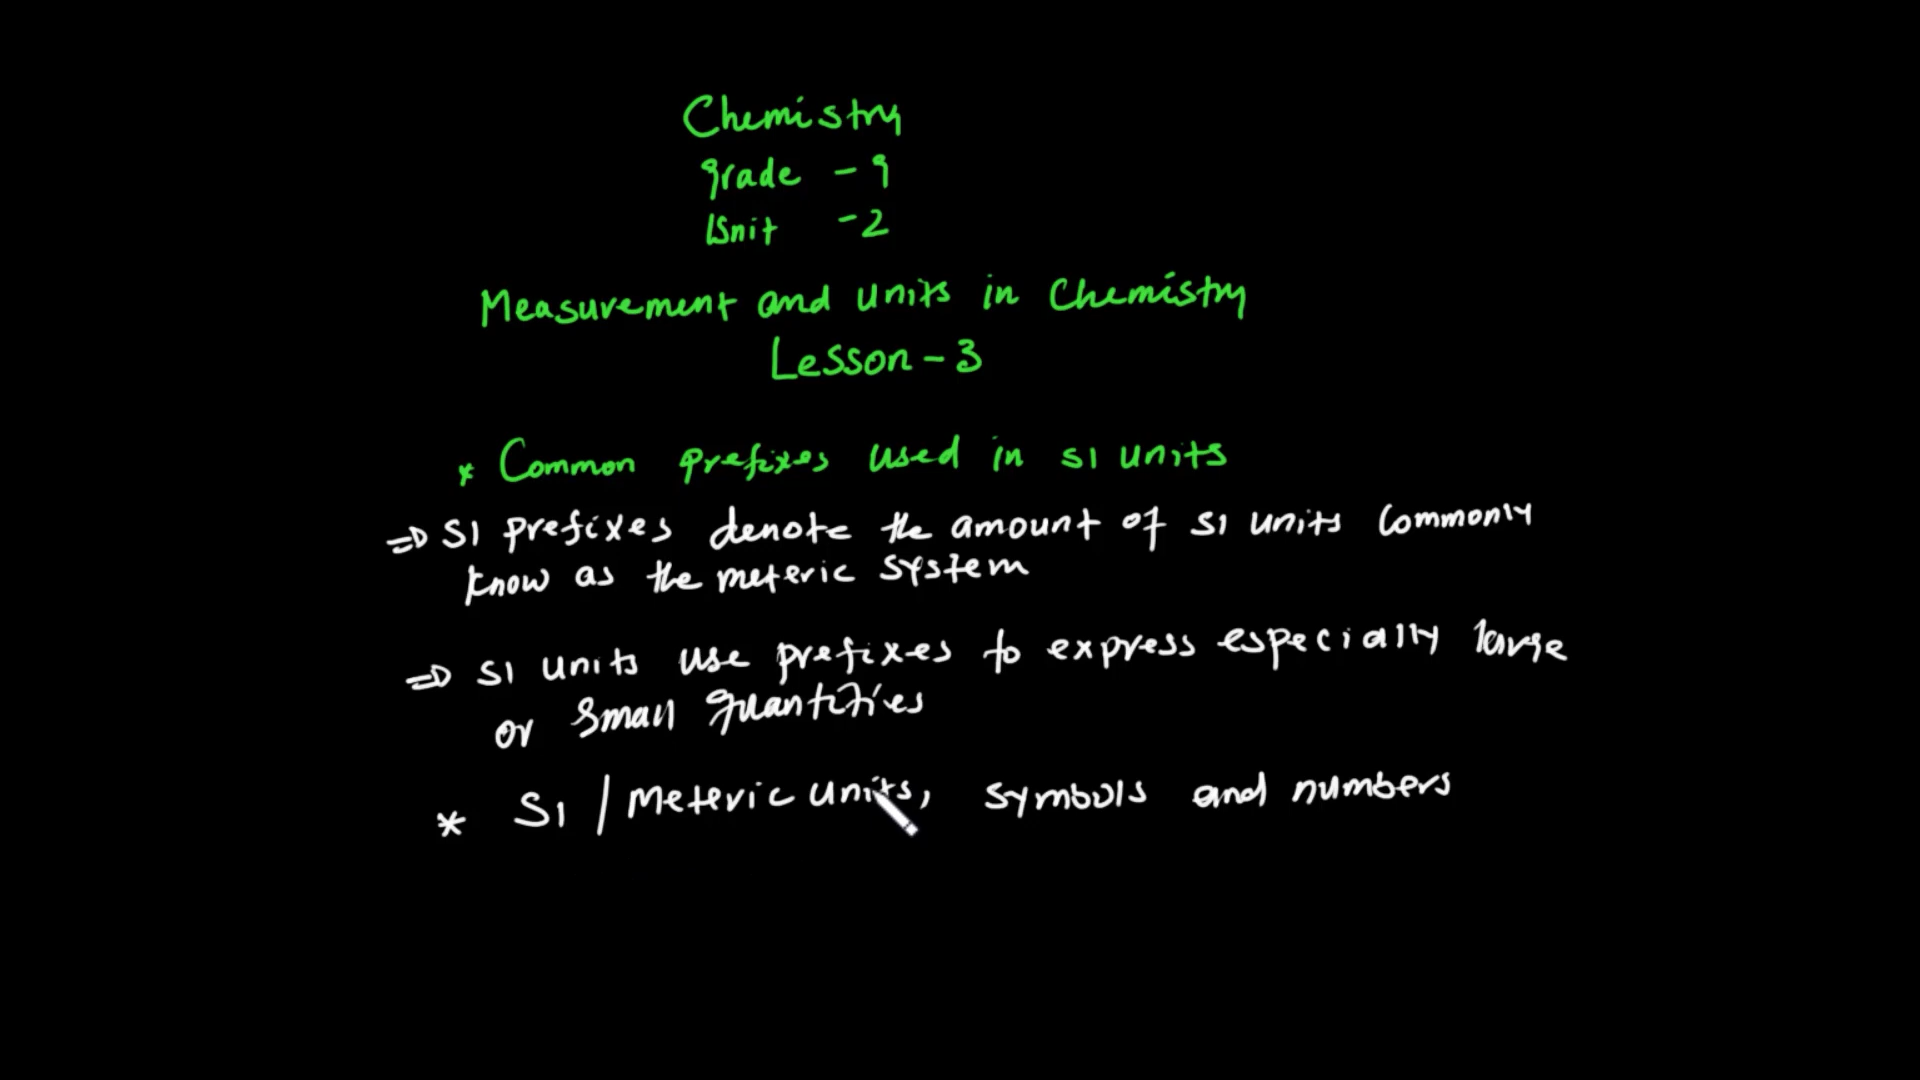 Chemistry
grade - 9
Unit - 2
Measurement and units in Chemistry
Lesson - 3
* Common prefixes used in SI units
⇒ SI prefixes denote the amount of SI units Commonly
know as the meteric system
⇒ SI units use prefixes to express especially large
or small quantities
* SI / Meteric units, symbols and numbers